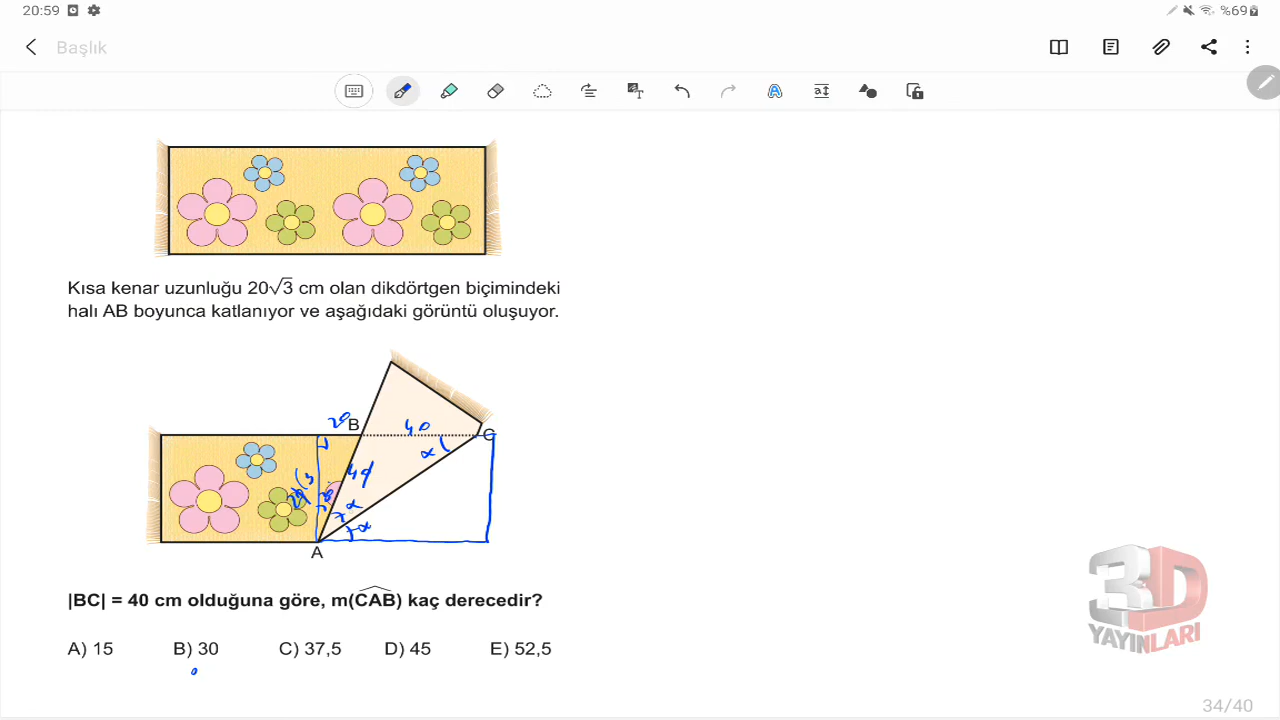 20:59 %69
Başlık
Kısa kenar uzunluğu 20√3 cm olan dikdörtgen biçimindeki
halı AB boyunca katlanıyor ve aşağıdaki görüntü oluşuyor.
20
B 40 C
α
40
α
α
A
|BC| = 40 cm olduğuna göre, m(CAB) kaç derecedir?
A) 15 B) 30 C) 37,5 D) 45 E) 52,5
3D
YAYINLARI
34/40